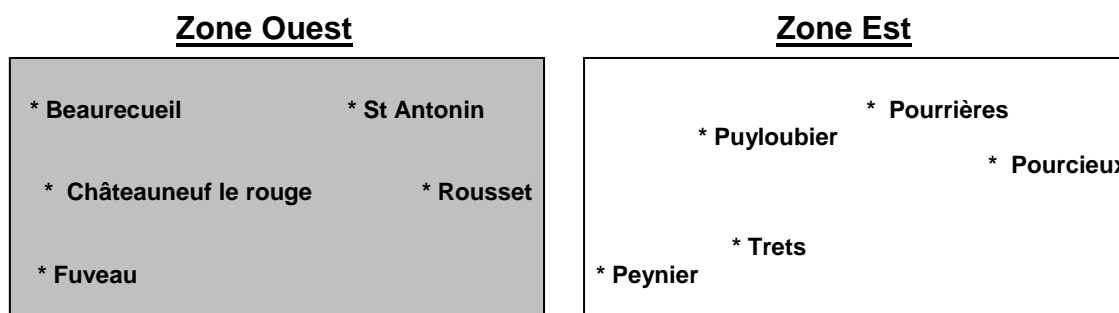 Zone Ouest
* Beaurecueil
* St Antonin
* Châteauneuf le rouge
* Rousset
* Fuveau
Zone Est
* Pourrières
* Puyloubier
* Pourcieux
* Trets
* Peynier